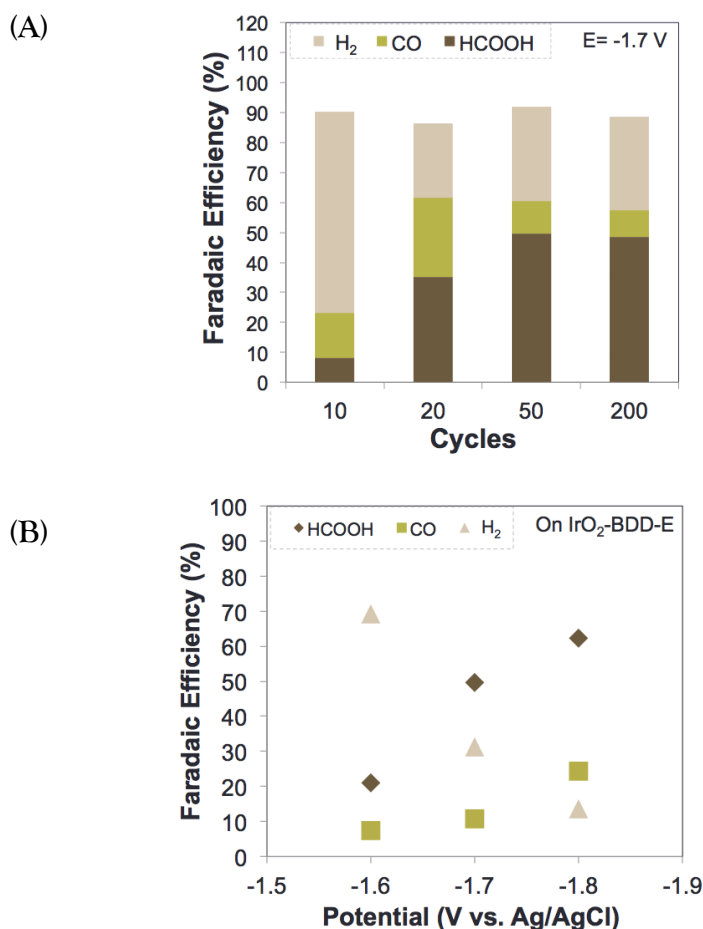 (A)
H₂ CO HCOOH E= -1.7 V
Faradaic Efficiency (%)
120
110
100
90
80
70
60
50
40
30
20
10
0
10 20 50 200
Cycles
(B)
HCOOH CO H₂ On IrO₂-BDD-E
Faradaic Efficiency (%)
100
90
80
70
60
50
40
30
20
10
0
-1.5 -1.6 -1.7 -1.8 -1.9
Potential (V vs. Ag/AgCl)